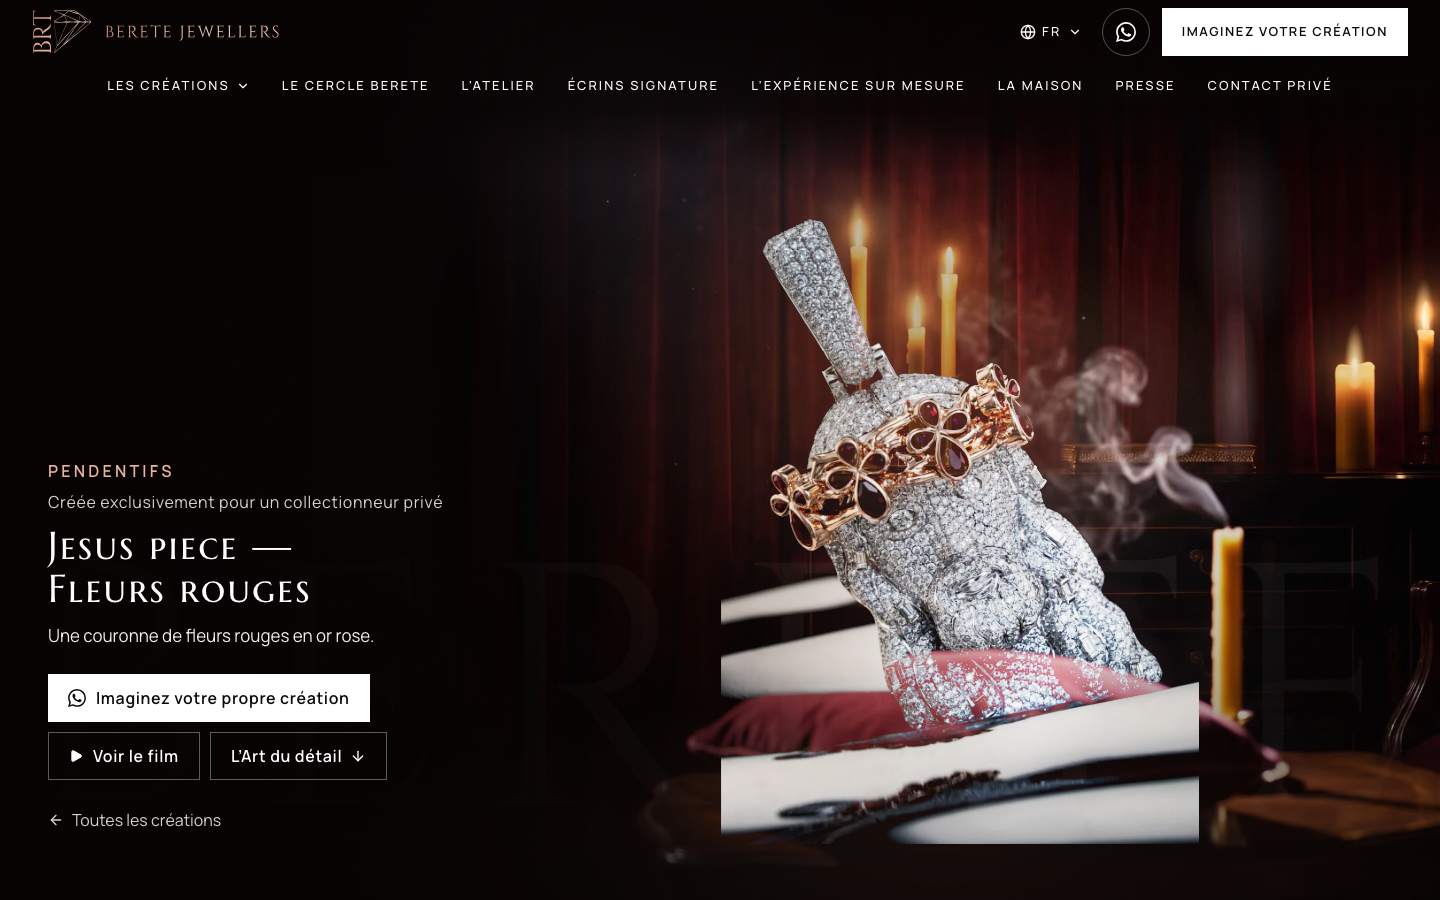 BRT
BERETE JEWELLERS
FR
IMAGINEZ VOTRE CRÉATION
LES CRÉATIONS
LE CERCLE BERETE
L'ATELIER
ÉCRINS SIGNATURE
L'EXPÉRIENCE SUR MESURE
LA MAISON
PRESSE
CONTACT PRIVÉ
PENDENTIFS
Créée exclusivement pour un collectionneur privé
Jesus piece —
Fleurs rouges
Une couronne de fleurs rouges en or rose.
Imaginez votre propre création
Voir le film
L'Art du détail
Toutes les créations
BERETE